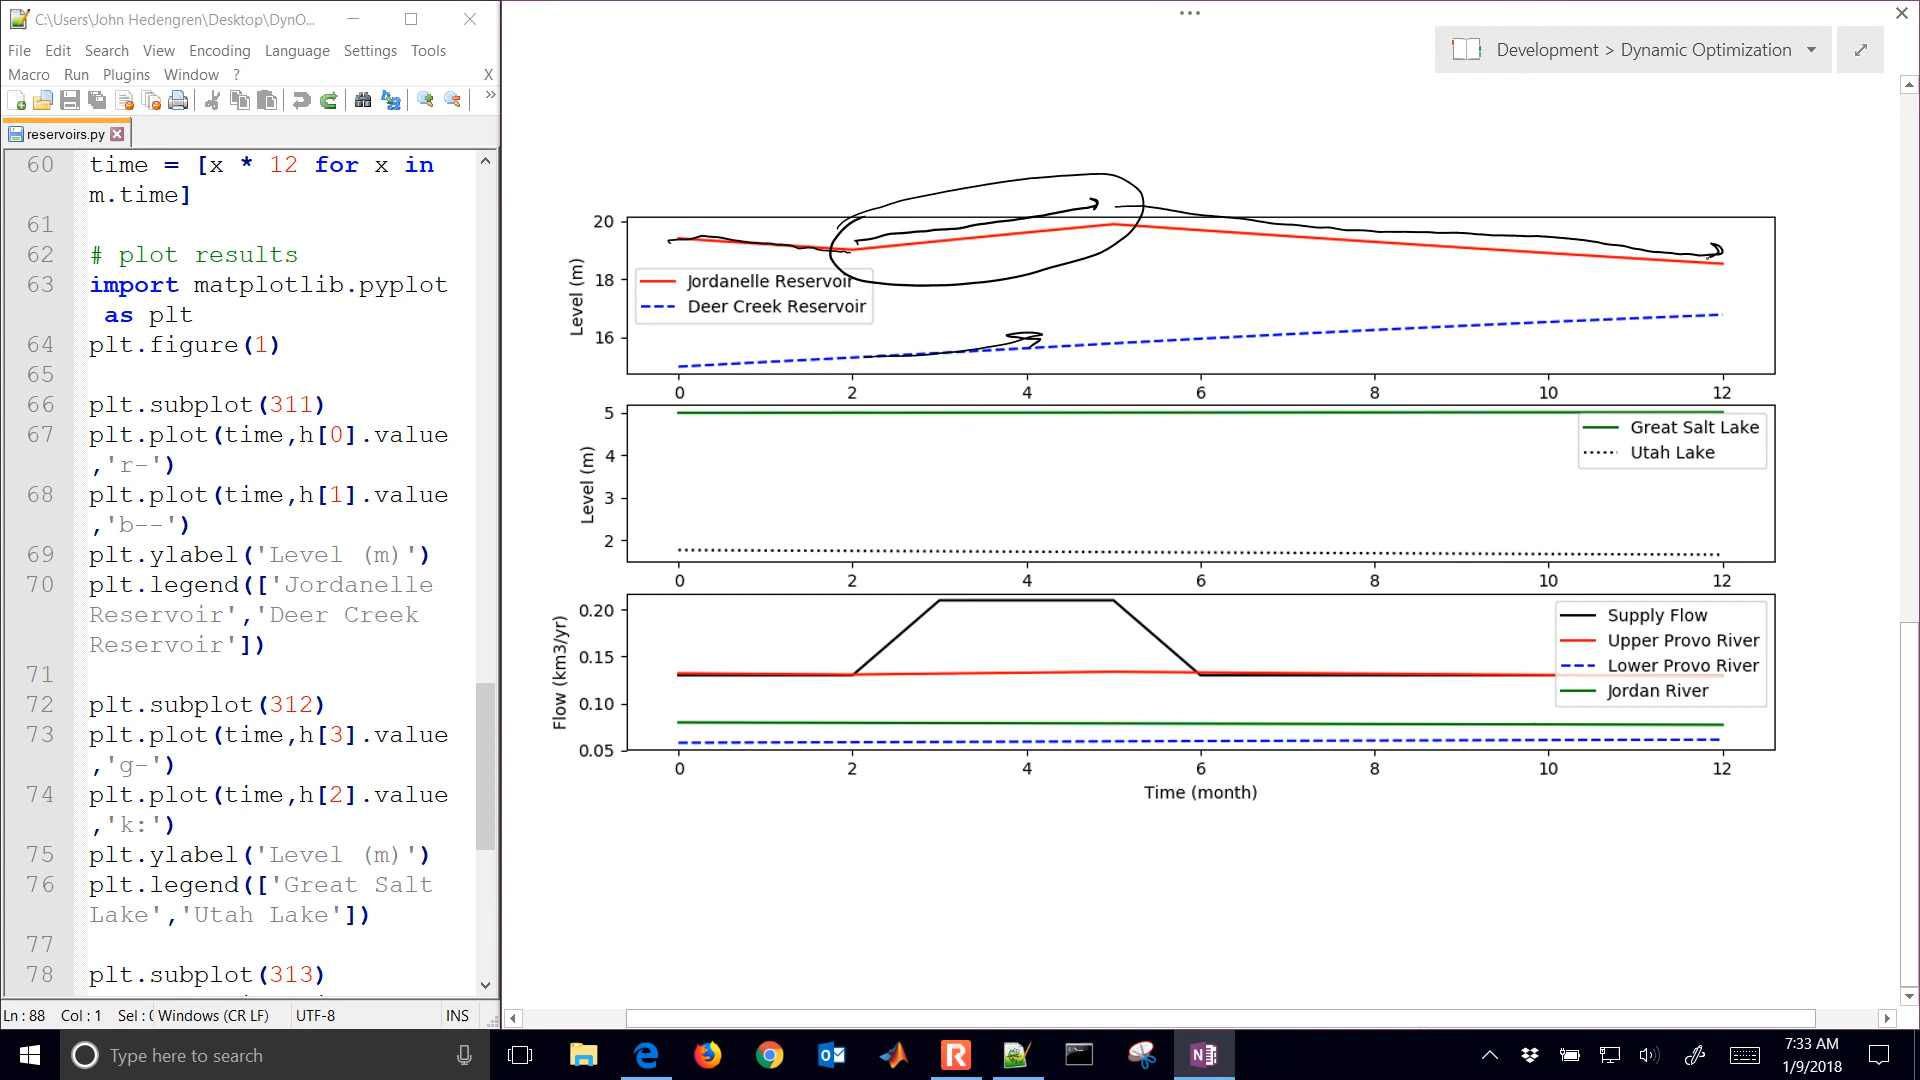 C:\Users\John Hedengren\Desktop\DynO...
File Edit Search View Encoding Language Settings Tools
Macro Run Plugins Window ? X
reservoirs.py
60 time = [x * 12 for x in
m.time]
61
62 # plot results
63 import matplotlib.pyplot
as plt
64 plt.figure(1)
65
66 plt.subplot(311)
67 plt.plot(time,h[0].value
,'r-')
68 plt.plot(time,h[1].value
,'b--')
69 plt.ylabel('Level (m)')
70 plt.legend(['Jordanelle
Reservoir','Deer Creek
Reservoir'])
71
72 plt.subplot(312)
73 plt.plot(time,h[3].value
,'g-')
74 plt.plot(time,h[2].value
,'k:')
75 plt.ylabel('Level (m)')
76 plt.legend(['Great Salt
Lake','Utah Lake'])
77
78 plt.subplot(313)
Ln : 88 Col : 1 Sel : ( Windows (CR LF) UTF-8 INS
Development > Dynamic Optimization
Level (m)
20
18
16
Jordanelle Reservoir
Deer Creek Reservoir
0 2 4 6 8 10 12
Level (m)
5
4
3
2
Great Salt Lake
Utah Lake
0 2 4 6 8 10 12
Flow (km3/yr)
0.20
0.15
0.10
0.05
Supply Flow
Upper Provo River
Lower Provo River
Jordan River
0 2 4 6 8 10 12
Time (month)
Type here to search
7:33 AM
1/9/2018